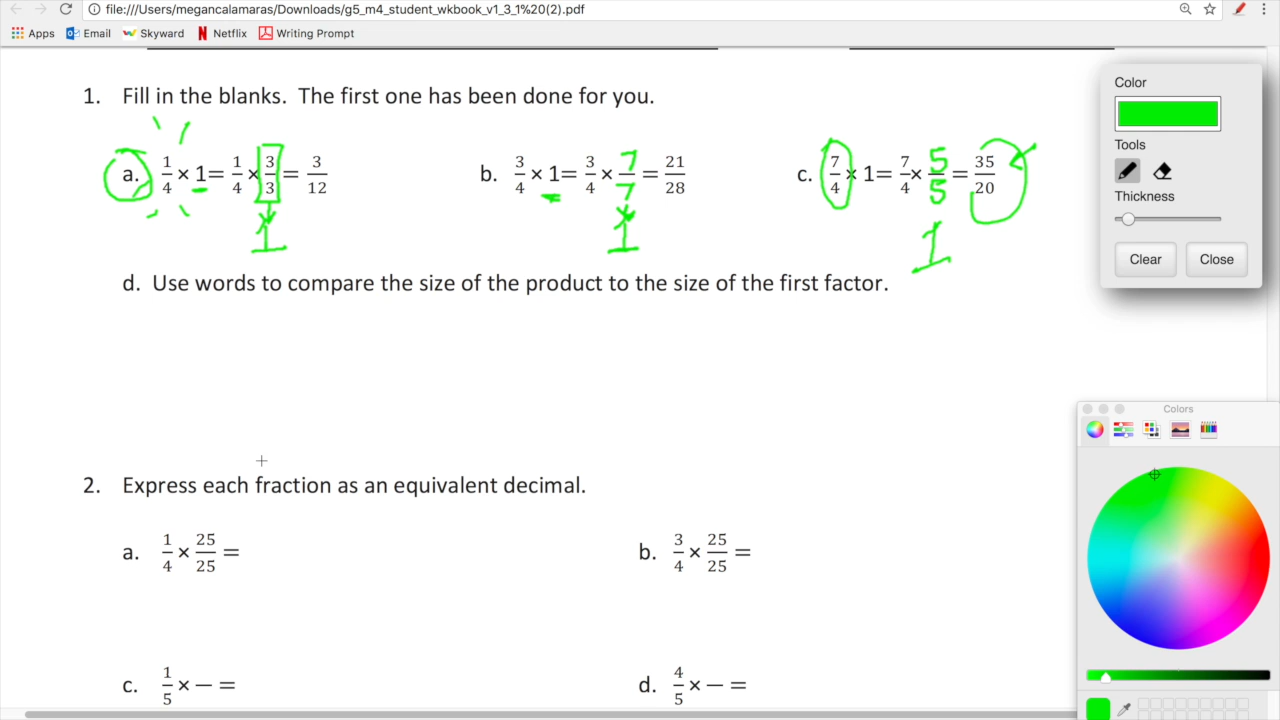 file:///Users/megancalamaras/Downloads/g5_m4_student_wkbook_v1_3_1%20(2).pdf
Apps Email Skyward Netflix Writing Prompt
1. Fill in the blanks. The first one has been done for you.
a. 1/4 × 1= 1/4 × 3/3 = 3/12 b. 3/4 × 1= 3/4 × 7/7 = 21/28 c. 7/4 × 1= 7/4 × 5/5 = 35/20
1 1 1
d. Use words to compare the size of the product to the size of the first factor.
2. Express each fraction as an equivalent decimal.
a. 1/4 × 25/25 = b. 3/4 × 25/25 =
c. 1/5 × — = d. 4/5 × — =
Color
Tools
Thickness
Clear Close
Colors